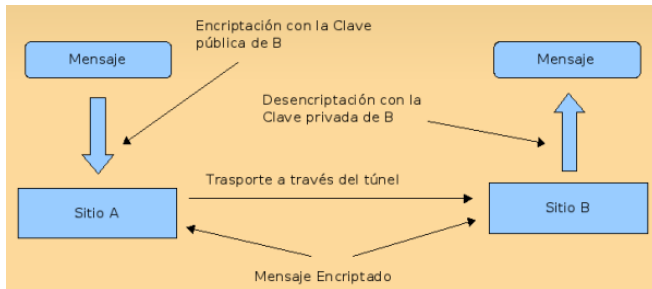 Encriptación con la Clave
pública de B
Mensaje
Mensaje
Desencriptación con la
Clave privada de B
Trasporte a través del túnel
Sitio A
Sitio B
Mensaje Encriptado